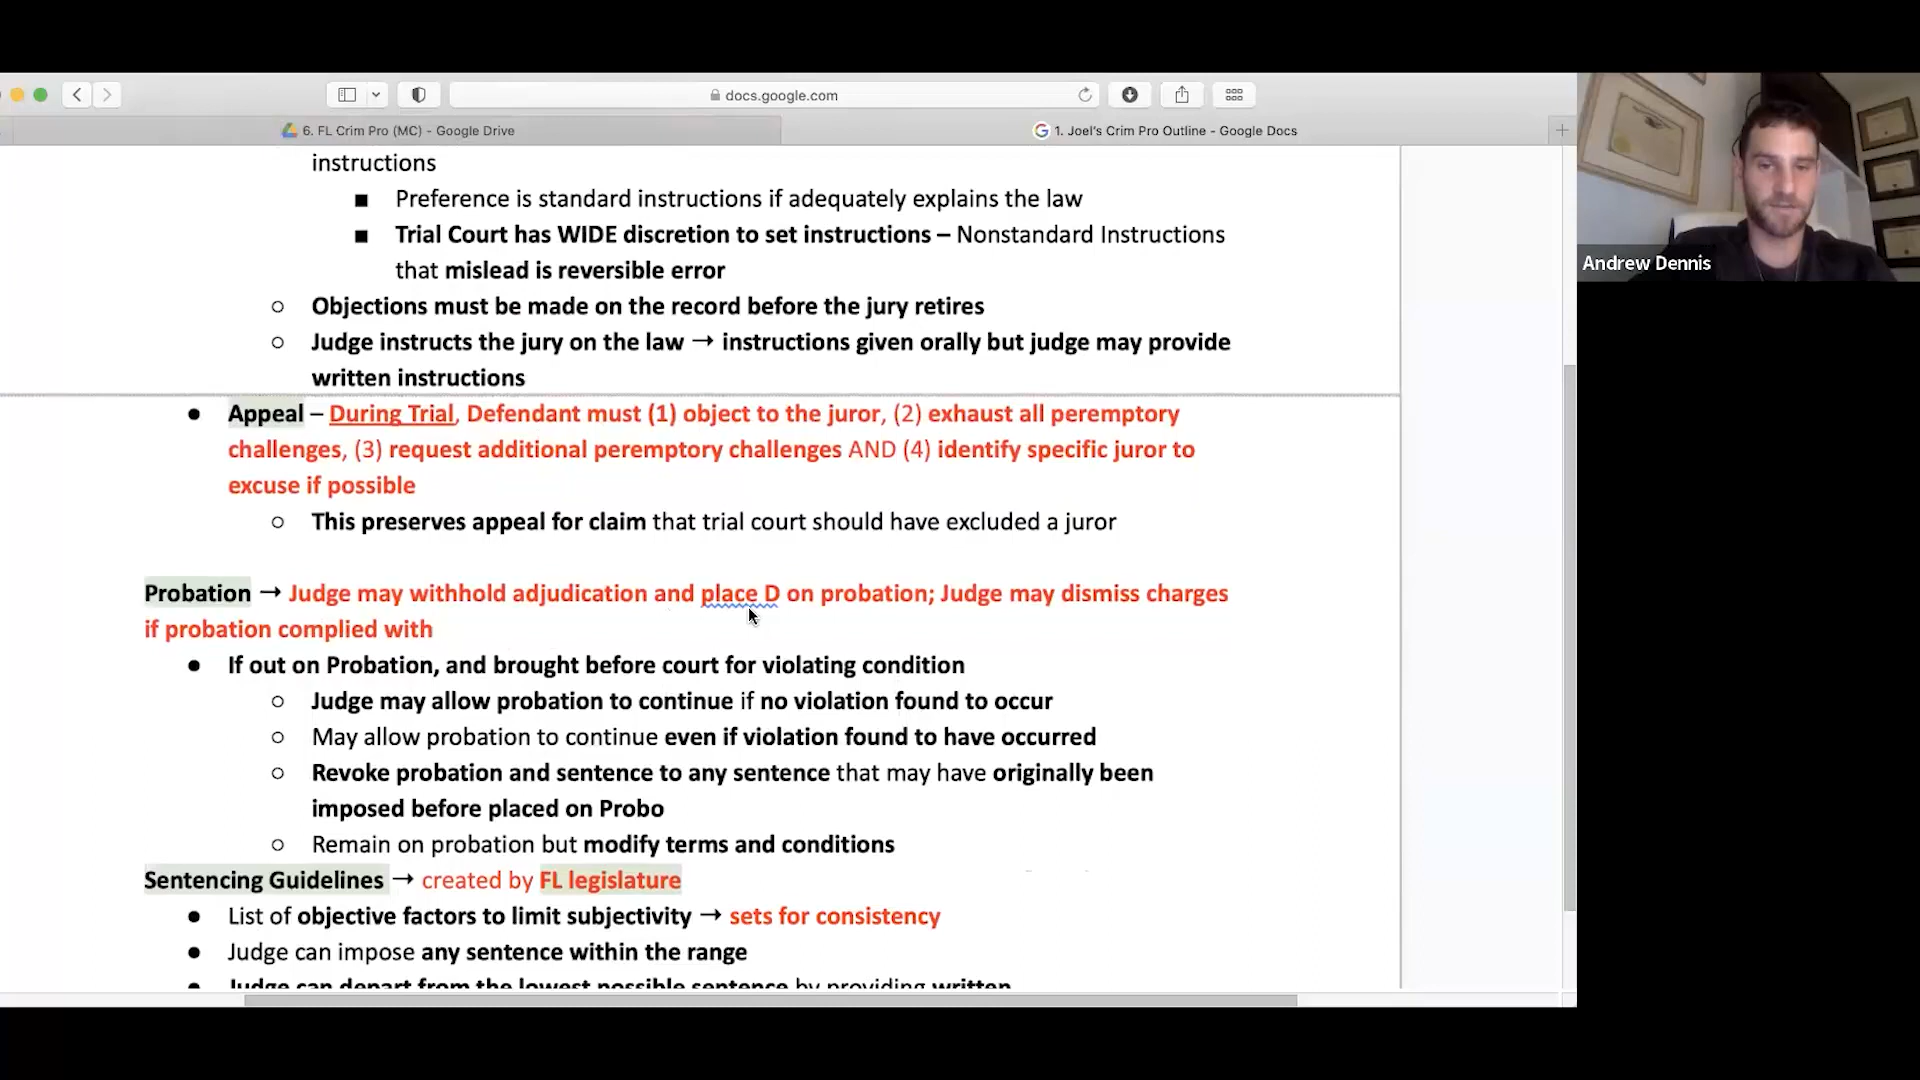 docs.google.com
6. FL Crim Pro (MC) - Google Drive
1. Joel's Crim Pro Outline - Google Docs
instructions
■ Preference is standard instructions if adequately explains the law
■ Trial Court has WIDE discretion to set instructions – Nonstandard Instructions
that mislead is reversible error
○ Objections must be made on the record before the jury retires
○ Judge instructs the jury on the law → instructions given orally but judge may provide
written instructions
● Appeal – During Trial, Defendant must (1) object to the juror, (2) exhaust all peremptory
challenges, (3) request additional peremptory challenges AND (4) identify specific juror to
excuse if possible
○ This preserves appeal for claim that trial court should have excluded a juror
Probation → Judge may withhold adjudication and place D on probation; Judge may dismiss charges
if probation complied with
● If out on Probation, and brought before court for violating condition
○ Judge may allow probation to continue if no violation found to occur
○ May allow probation to continue even if violation found to have occurred
○ Revoke probation and sentence to any sentence that may have originally been
imposed before placed on Probo
○ Remain on probation but modify terms and conditions
Sentencing Guidelines → created by FL legislature
● List of objective factors to limit subjectivity → sets for consistency
● Judge can impose any sentence within the range
● Judge can depart from the lowest possible sentence by providing written
Andrew Dennis